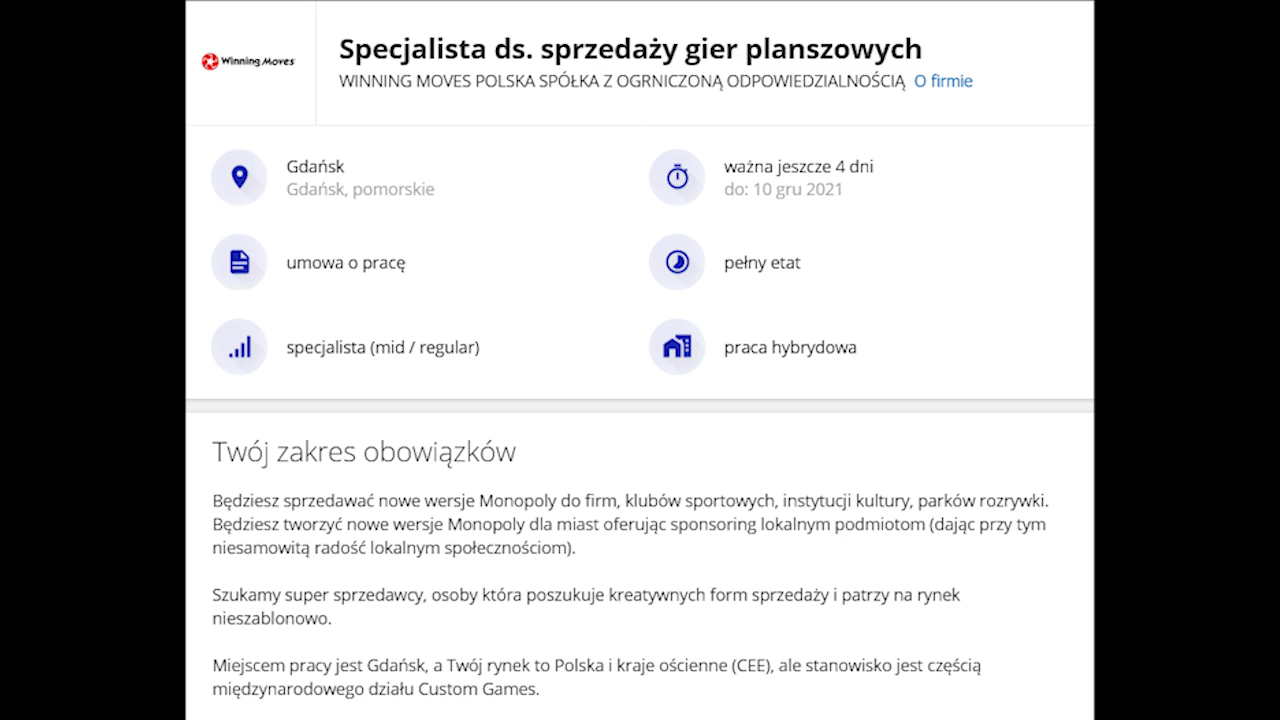 Winning Moves
Specjalista ds. sprzedaży gier planszowych
WINNING MOVES POLSKA SPÓŁKA Z OGRNICZONĄ ODPOWIEDZIALNOŚCIĄ O firmie
Gdańsk
Gdańsk, pomorskie
ważna jeszcze 4 dni
do: 10 gru 2021
umowa o pracę
pełny etat
specjalista (mid / regular)
praca hybrydowa
Twój zakres obowiązków
Będziesz sprzedawać nowe wersje Monopoly do firm, klubów sportowych, instytucji kultury, parków rozrywki.
Będziesz tworzyć nowe wersje Monopoly dla miast oferując sponsoring lokalnym podmiotom (dając przy tym
niesamowitą radość lokalnym społecznościom).
Szukamy super sprzedawcy, osoby która poszukuje kreatywnych form sprzedaży i patrzy na rynek
nieszablonowo.
Miejscem pracy jest Gdańsk, a Twój rynek to Polska i kraje ościenne (CEE), ale stanowisko jest częścią
międzynarodowego działu Custom Games.